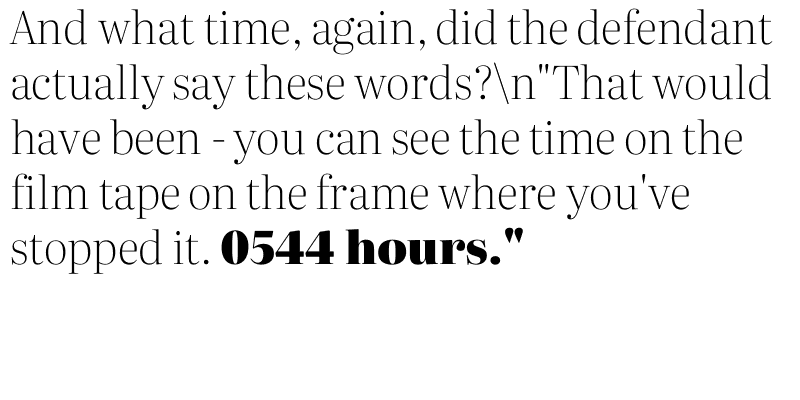 And what time, again, did the defendant
actually say these words?\n"That would
have been - you can see the time on the
film tape on the frame where you've
stopped it. 0544 hours."